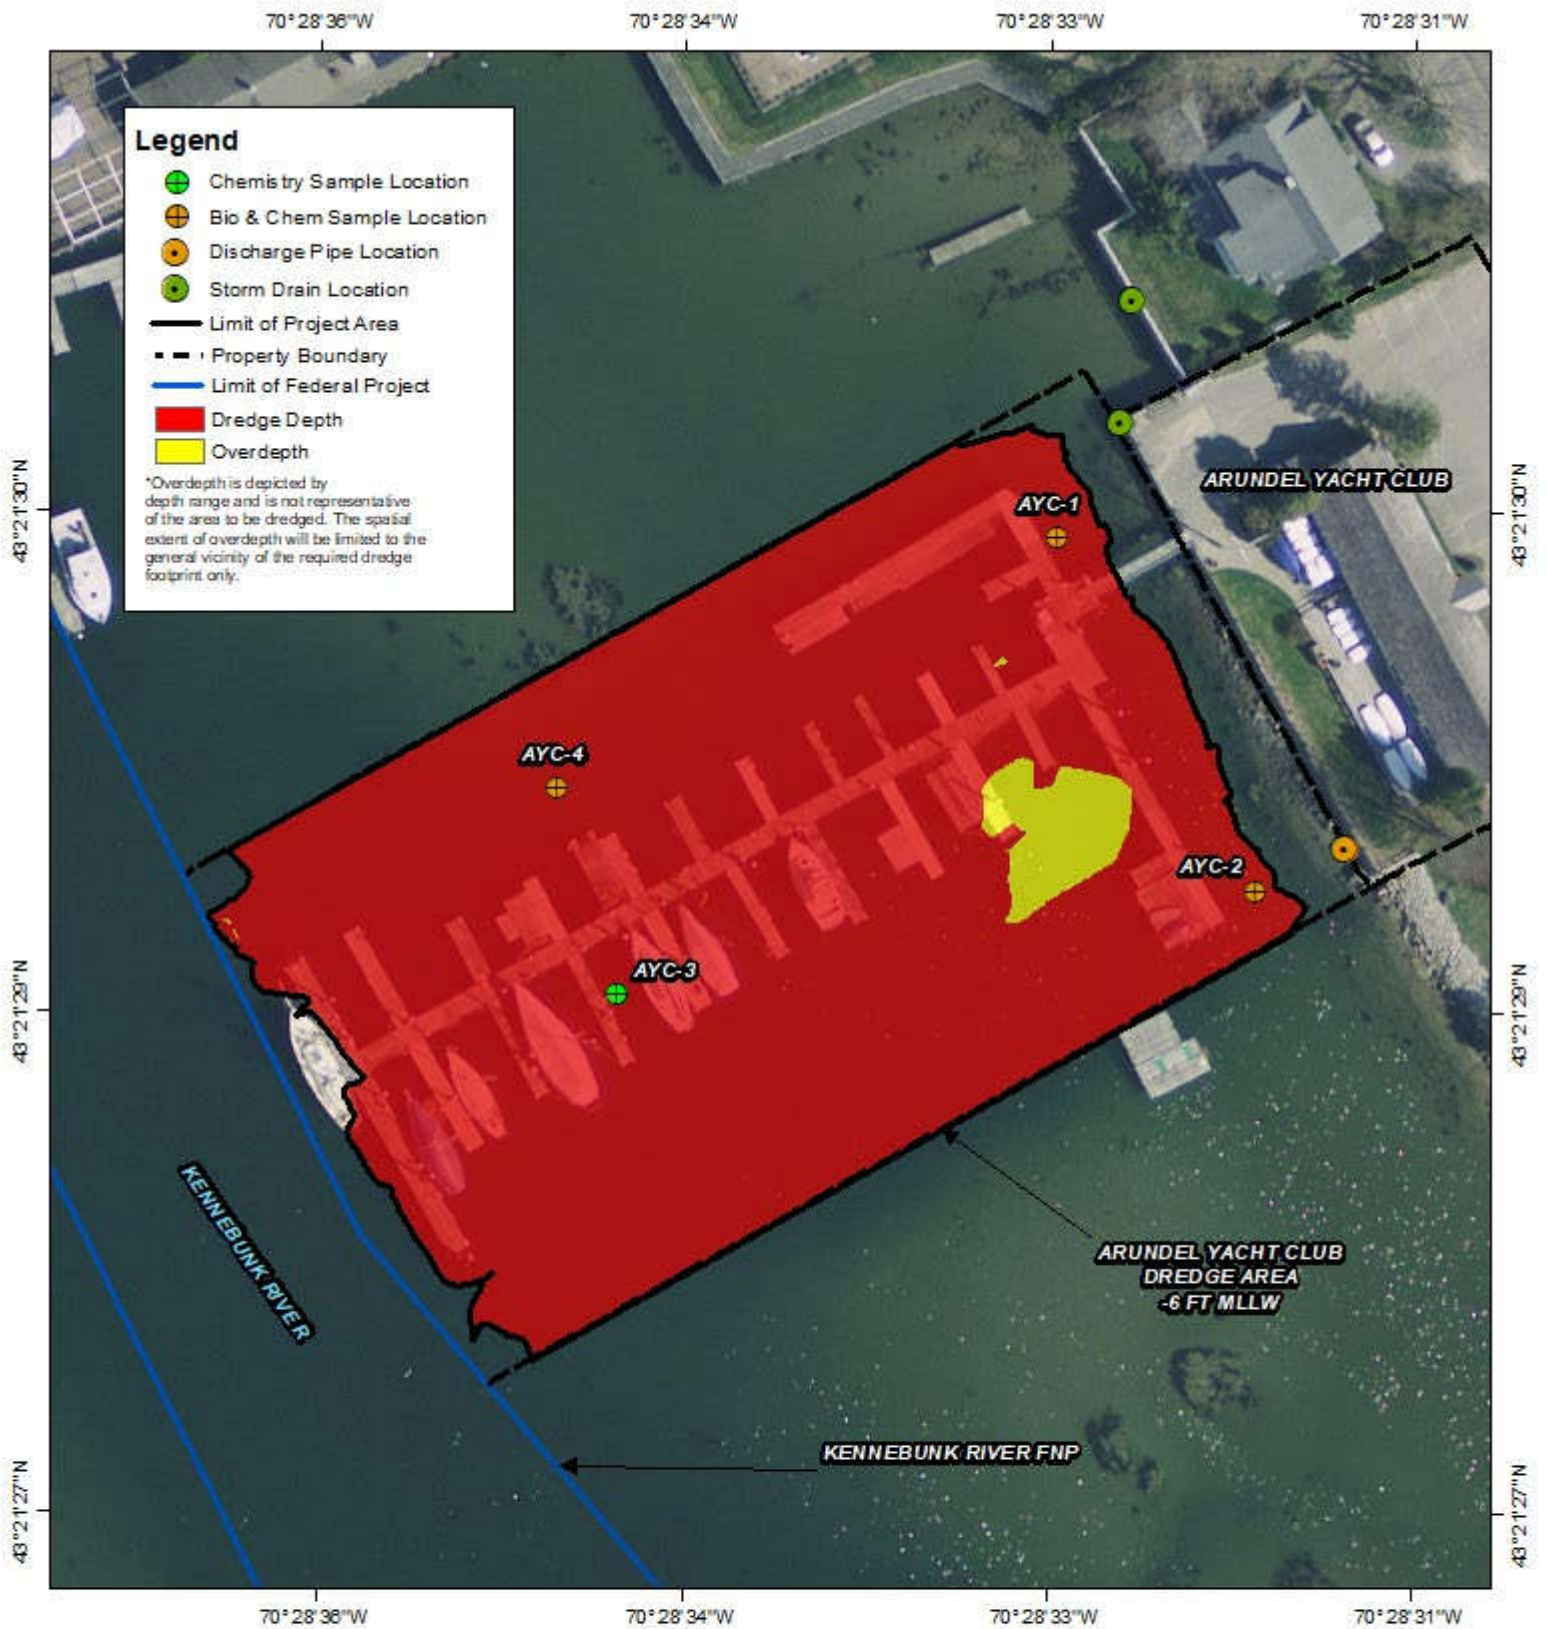 70°28'36"W 70°28'34"W 70°28'33"W 70°28'31"W
Legend
Chemistry Sample Location
Bio & Chem Sample Location
Discharge Pipe Location
Storm Drain Location
Limit of Project Area
Property Boundary
Limit of Federal Project
Dredge Depth
Overdepth
*Overdepth is depicted by
depth range and is not representative
of the area to be dredged. The spatial
extent of overdepth will be limited to the
general vicinity of the required dredge
footprint only.
43°21'30"N
43°21'30"N
ARUNDEL YACHT CLUB
AYC-1
AYC-4
AYC-2
AYC-3
43°21'29"N
43°21'29"N
KENNEBUNK RIVER
ARUNDEL YACHT CLUB
DREDGE AREA
-6 FT MLLW
KENNEBUNK RIVER FNP
43°21'27"N
43°21'27"N
70°28'36"W 70°28'34"W 70°28'33"W 70°28'31"W